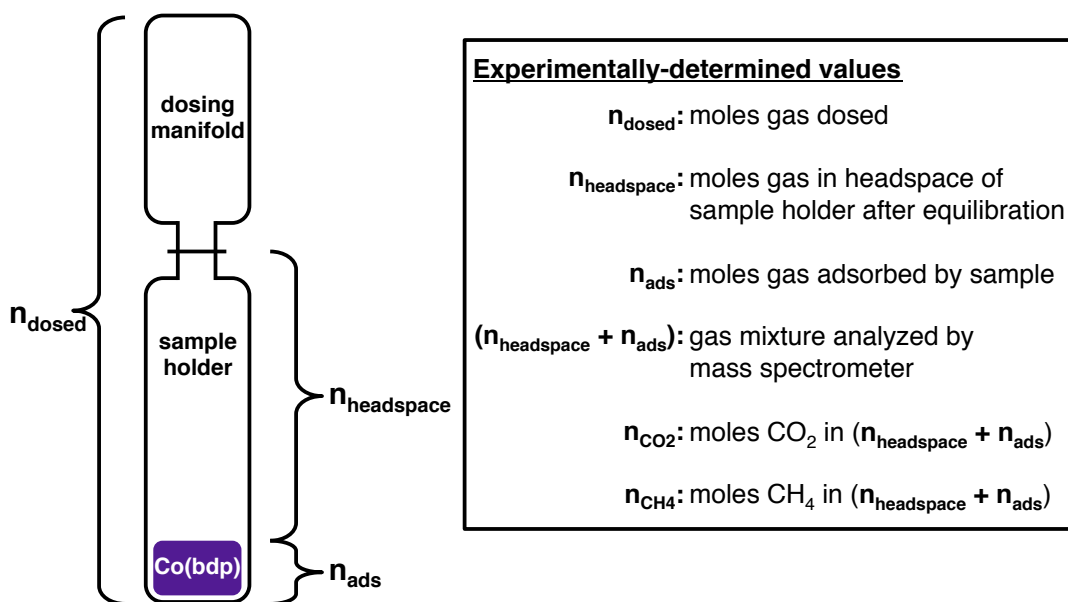 dosing
manifold
n_dosed
sample
holder
n_headspace
Co(bdp)
n_ads
Experimentally-determined values
n_dosed: moles gas dosed
n_headspace: moles gas in headspace of
sample holder after equilibration
n_ads: moles gas adsorbed by sample
(n_headspace + n_ads): gas mixture analyzed by
mass spectrometer
n_CO2: moles CO₂ in (n_headspace + n_ads)
n_CH4: moles CH₄ in (n_headspace + n_ads)